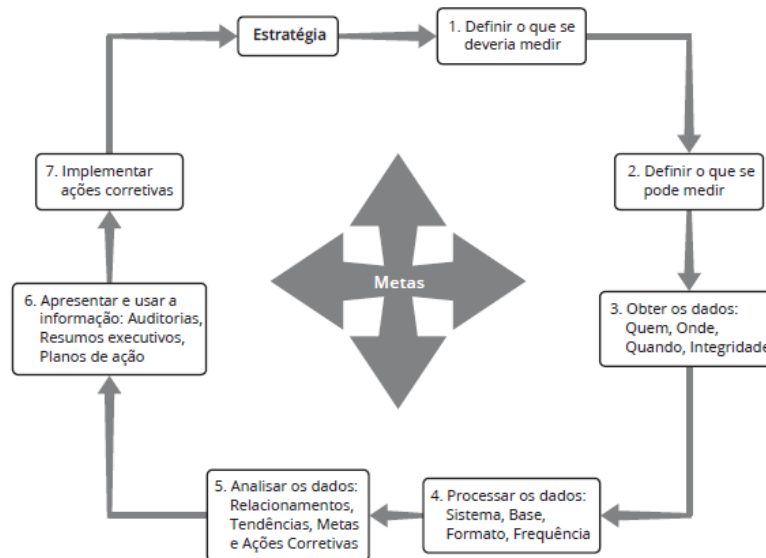 Estratégia
1. Definir o que se
deveria medir
2. Definir o que se
pode medir
3. Obter os dados:
Quem, Onde,
Quando, Integridade
4. Processar os dados:
Sistema, Base,
Formato, Frequência
5. Analisar os dados:
Relacionamentos,
Tendências, Metas
e Ações Corretivas
6. Apresentar e usar a
informação: Auditorias,
Resumos executivos,
Planos de ação
7. Implementar
ações corretivas
Metas